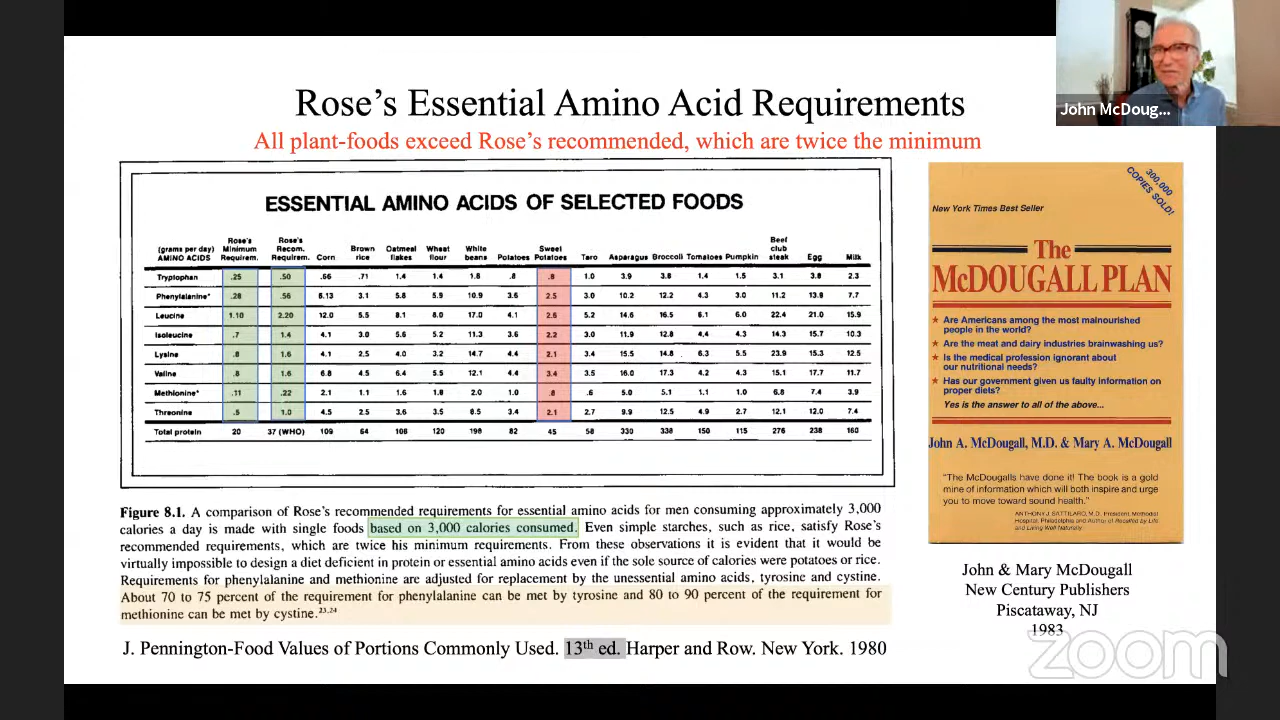 Rose's Essential Amino Acid Requirements
All plant-foods exceed Rose's recommended, which are twice the minimum
John McDoug...
ESSENTIAL AMINO ACIDS OF SELECTED FOODS
(grams per day) AMINO ACIDS Rose's Minimum Requirem. Rose's Recom. Requirem. Corn Brown rice Oatmeal flakes Wheat flour White beans Potatoes Sweet Potatoes Taro Asparagus Broccoli Tomatoes Pumpkin Beef club steak Egg Milk
Tryptophan .25 .50 .66 .71 1.4 1.4 1.8 .8 .8 1.0 3.9 3.8 1.4 1.5 3.1 3.8 2.3
Phenylalanine* .28 .56 6.13 3.1 5.8 5.9 10.9 3.6 2.5 3.0 10.2 12.2 4.3 3.0 11.2 13.9 7.7
Leucine 1.10 2.20 12.0 5.5 8.1 8.0 17.0 4.1 2.6 5.2 14.6 16.5 6.1 6.0 22.4 21.0 15.9
Isoleucine .7 1.4 4.1 3.0 5.6 5.2 11.3 3.6 2.2 3.0 11.9 12.8 4.4 4.3 14.3 15.7 10.3
Lysine .8 1.6 4.1 2.5 4.0 3.2 14.7 4.4 2.1 3.4 15.5 14.8 6.3 5.5 23.9 15.3 12.5
Valine .8 1.6 6.8 4.5 6.4 5.5 12.1 4.4 3.4 3.5 16.0 17.3 4.2 4.3 15.1 17.7 11.7
Methionine* .11 .22 2.1 1.1 1.6 1.8 2.0 1.0 .8 .6 5.0 5.1 1.1 1.0 6.8 7.4 3.9
Threonine .5 1.0 4.5 2.5 3.6 3.5 8.5 3.4 2.1 2.7 9.9 12.5 4.9 2.7 12.1 12.0 7.4
Total protein 20 37 (WHO) 109 64 108 120 198 82 45 58 330 338 150 115 276 238 160
Figure 8.1. A comparison of Rose's recommended requirements for essential amino acids for men consuming approximately 3,000
calories a day is made with single foods based on 3,000 calories consumed. Even simple starches, such as rice, satisfy Rose's
recommended requirements, which are twice his minimum requirements. From these observations it is evident that it would be
virtually impossible to design a diet deficient in protein or essential amino acids even if the sole source of calories were potatoes or rice.
Requirements for phenylalanine and methionine are adjusted for replacement by the unessential amino acids, tyrosine and cystine.
About 70 to 75 percent of the requirement for phenylalanine can be met by tyrosine and 80 to 90 percent of the requirement for
methionine can be met by cystine.23,24
J. Pennington-Food Values of Portions Commonly Used. 13th ed. Harper and Row. New York. 1980
300,000
COPIES SOLD!
New York Times Best Seller
The
McDOUGALL PLAN
★ Are Americans among the most malnourished
people in the world?
★ Are the meat and dairy industries brainwashing us?
★ Is the medical profession ignorant about
our nutritional needs?
★ Has our government given us faulty information on
proper diets?
Yes is the answer to all of the above...
John A. McDougall, M.D. & Mary A. McDougall
"The McDougalls have done it! The book is a gold
mine of information which will both inspire and urge
you to move toward sound health."
ANTHONY J. SATTILARO, M.D. President, Methodist
Hospital, Philadelphia and Author of Recalled by Life
and Living Well Naturally
John & Mary McDougall
New Century Publishers
Piscataway, NJ
1983
zoom